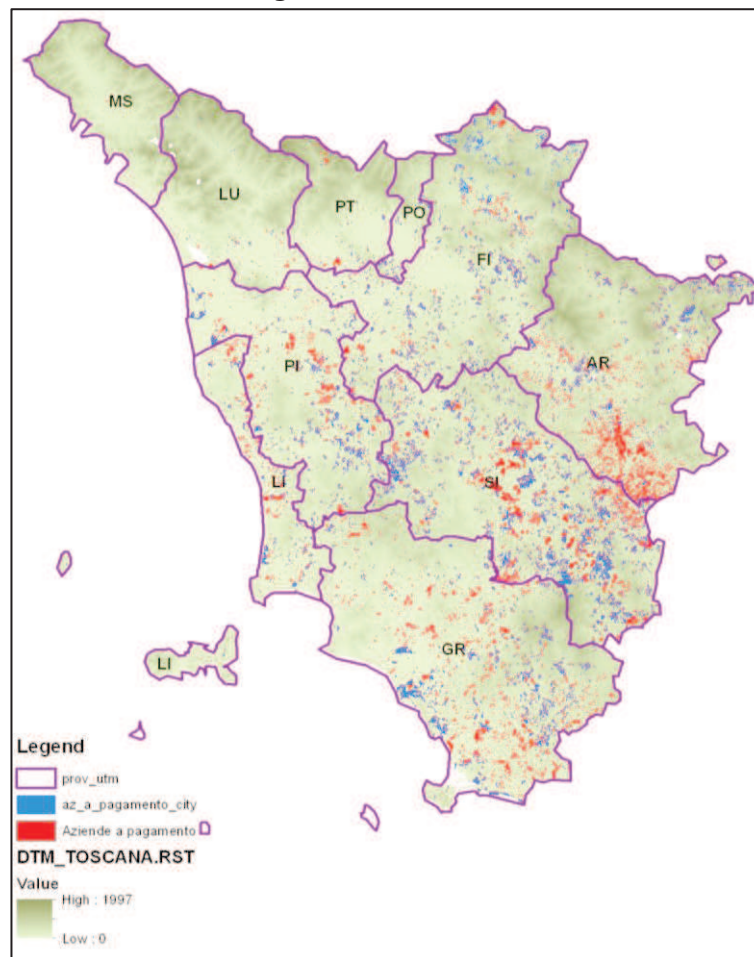 MS
LU
PT
PO
FI
PI
AR
LI
SI
GR
LI
Legend
prov_utm
az_a_pagamento_city
Aziende a pagamento
DTM_TOSCANA.RST
Value
High : 1997
Low : 0